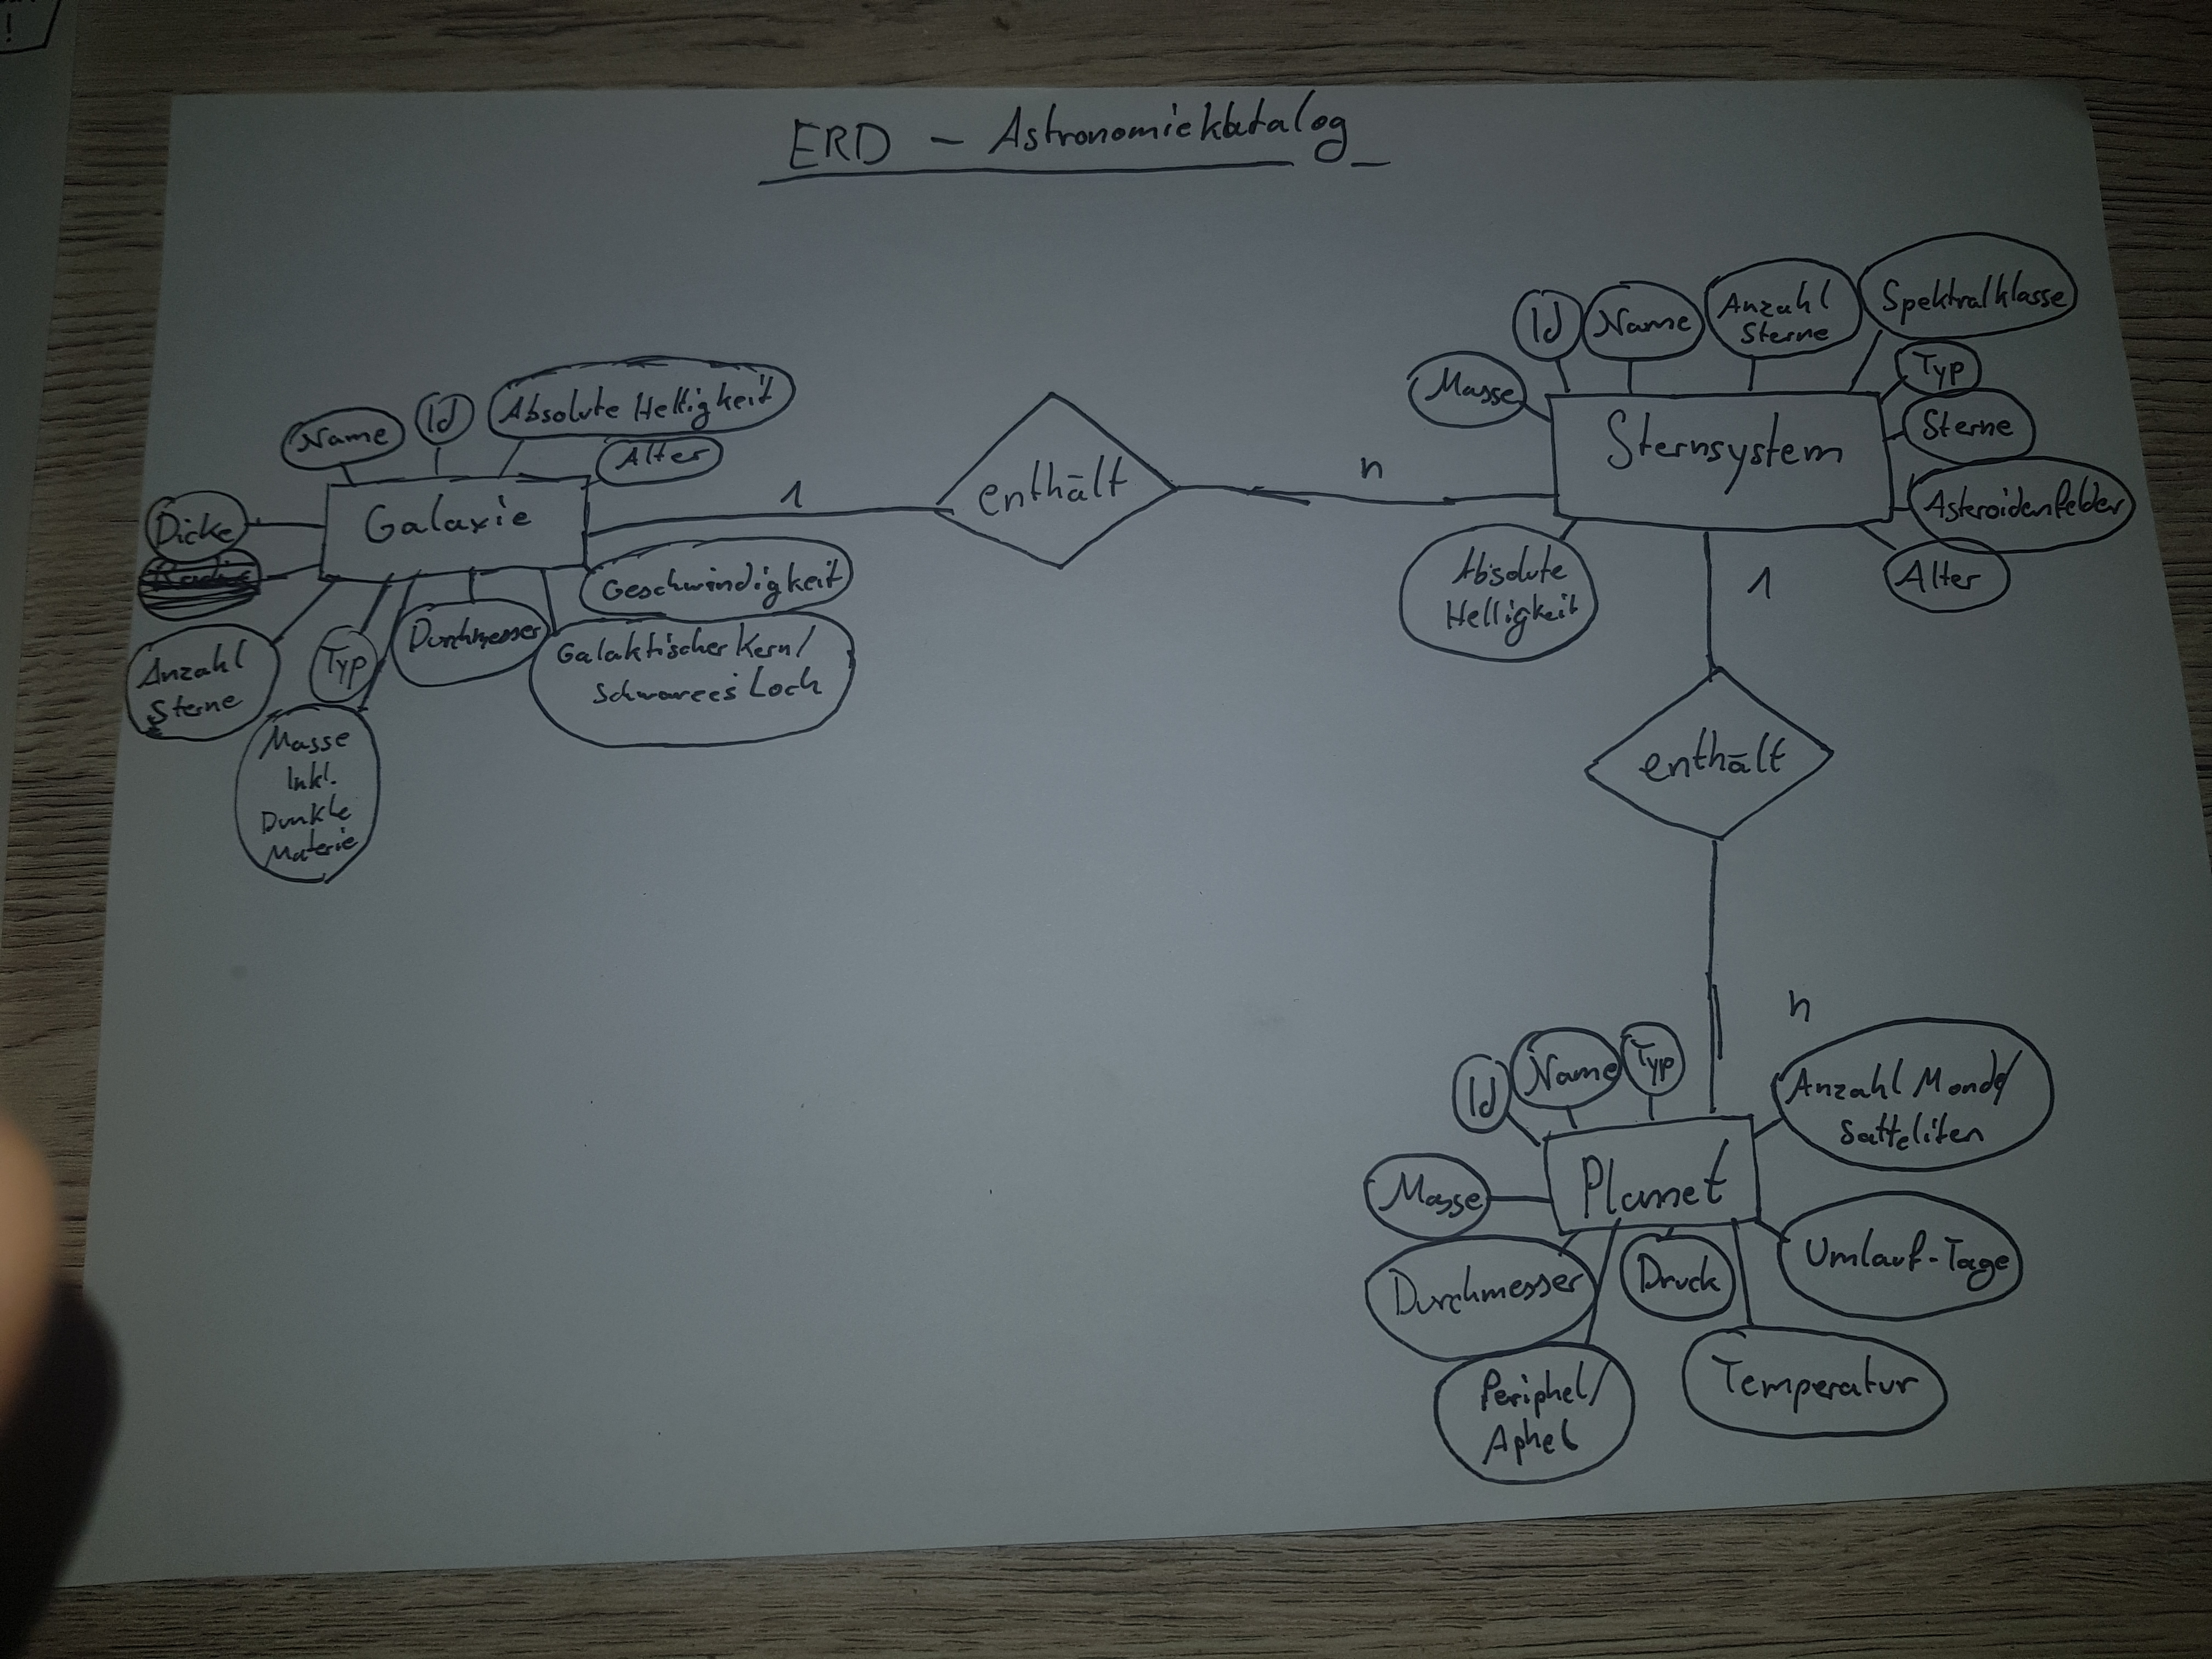 !
ERD - Astronomiekatalog
Name
Id
Absolute Helligkeit
Alter
Dicke
Galaxie
Anzahl
Sterne
Typ
Durchmesser
Geschwindigkeit
Galaktischer Kern/
Schwarzes Loch
Masse
Inkl.
Dunkle
Materie
1
enthält
n
Masse
Id
Name
Anzahl
Sterne
Spektralklasse
Typ
Sterne
Asteroidenfelder
Alter
Sternsystem
Absolute
Helligkeit
1
enthält
n
Id
Name
Typ
Anzahl Monde/
Satteliten
Masse
Planet
Durchmesser
Druck
Umlauf-Tage
Periphel/
Aphel
Temperatur